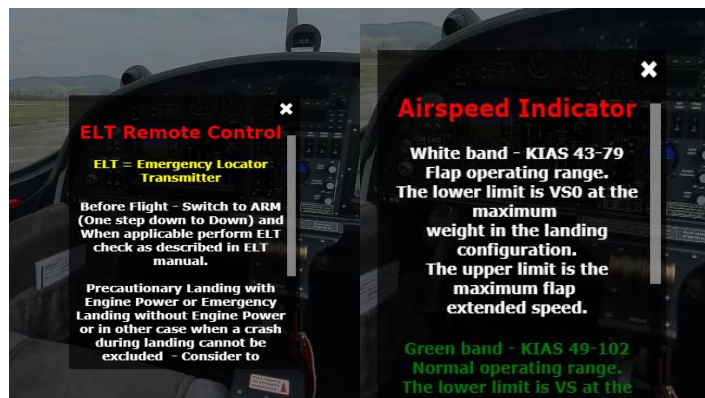 ELT Remote Control
ELT = Emergency Locator
Transmitter
Before Flight - Switch to ARM
(One step down to Down) and
When applicable perform ELT
check as described in ELT
manual.
Precautionary Landing with
Engine Power or Emergency
Landing without Engine Power
or in other case when a crash
during landing cannot be
excluded - Consider to
Airspeed Indicator
White band - KIAS 43-79
Flap operating range.
The lower limit is VS0 at the
maximum
weight in the landing
configuration.
The upper limit is the
maximum flap
extended speed.
Green band - KIAS 49-102
Normal operating range.
The lower limit is VS at the